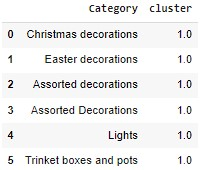 Category cluster
0 Christmas decorations 1.0
1 Easter decorations 1.0
2 Assorted decorations 1.0
3 Assorted Decorations 1.0
4 Lights 1.0
5 Trinket boxes and pots 1.0